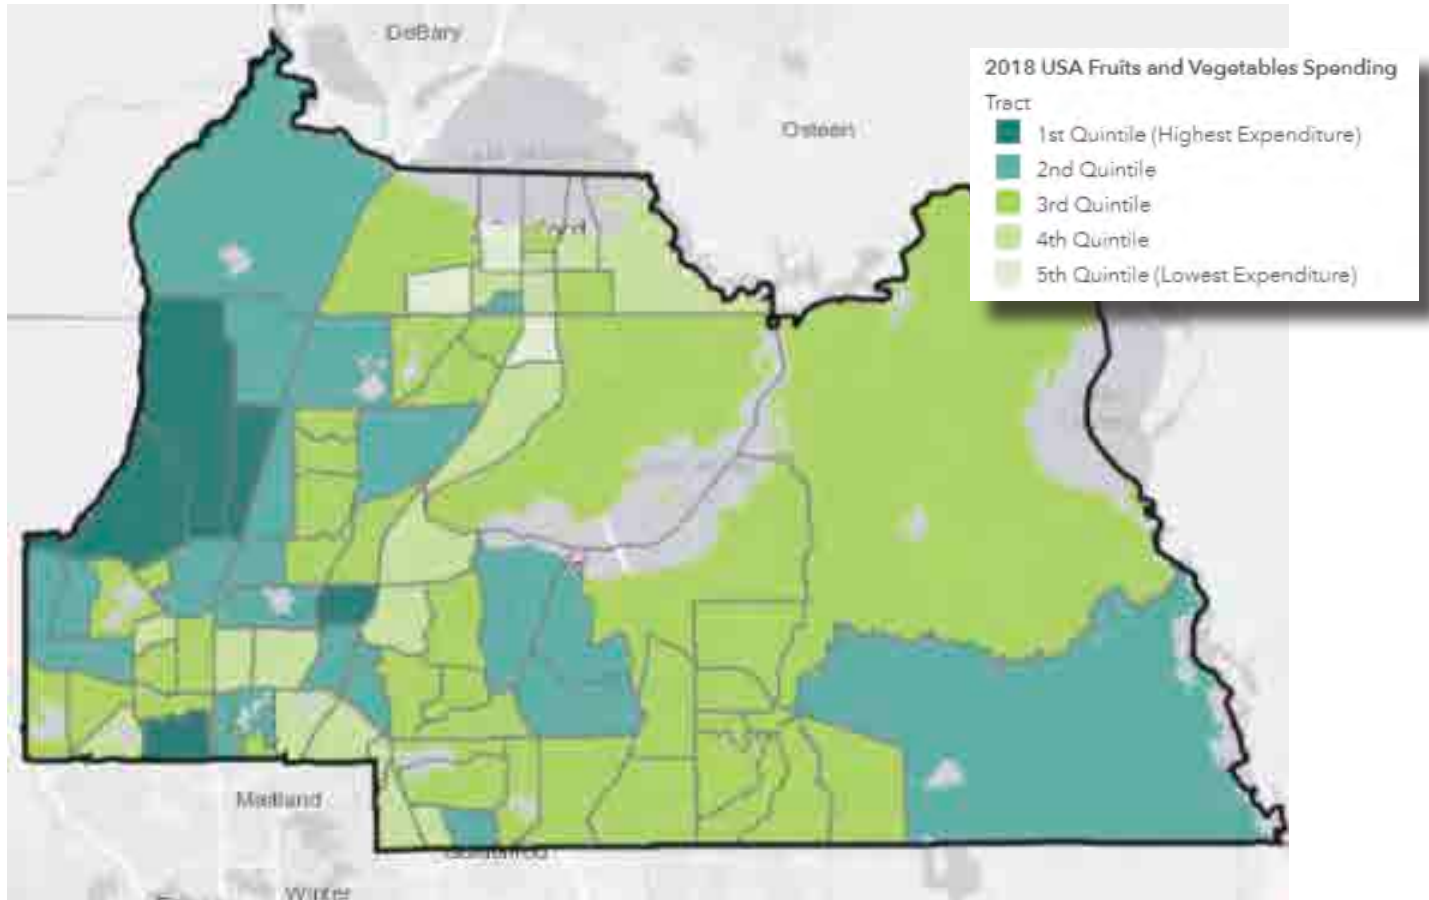 DeBary
2018 USA Fruits and Vegetables Spending
Tract
Osteen
1st Quintile (Highest Expenditure)
2nd Quintile
3rd Quintile
4th Quintile
5th Quintile (Lowest Expenditure)
Maitland
Winter